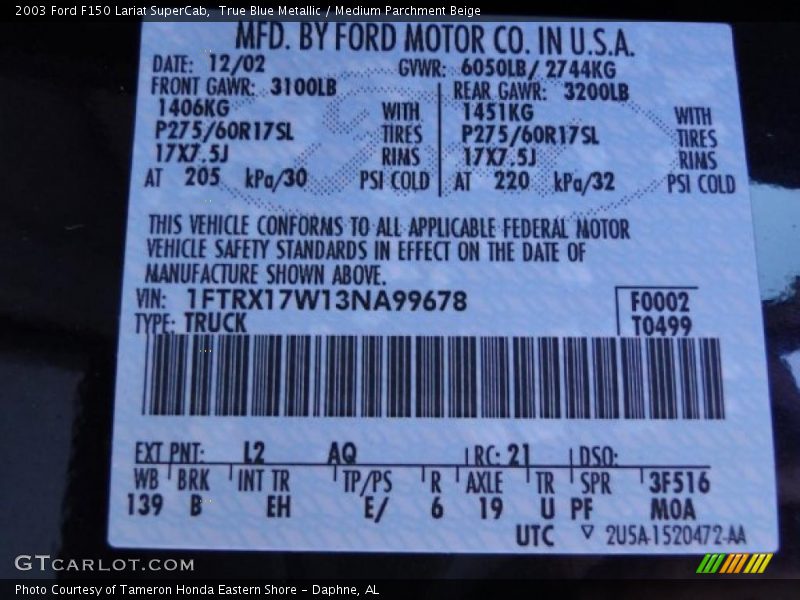 2003 Ford F150 Lariat SuperCab,  True Blue Metallic / Medium Parchment Beige
MFD. BY FORD MOTOR CO. IN U.S.A.
DATE: 12/02 GVWR: 6050LB/ 2744KG
FRONT GAWR: 3100LB REAR GAWR: 3200LB
1406KG WITH 1451KG WITH
P275/60R17SL TIRES P275/60R17SL TIRES
17X7.5J RIMS 17X7.5J RIMS
AT 205 kPa/30 PSI COLD AT 220 kPa/32 PSI COLD
THIS VEHICLE CONFORMS TO ALL APPLICABLE FEDERAL MOTOR
VEHICLE SAFETY STANDARDS IN EFFECT ON THE DATE OF
MANUFACTURE SHOWN ABOVE.
VIN: 1FTRX17W13NA99678 F0002
TYPE: TRUCK T0499
EXT PNT: L2 AQ RC: 21 DSO:
WB BRK INT TR TP/PS R AXLE TR SPR 3F516
139 B EH E/ 6 19 U PF MOA
UTC ▽ 2U5A-1520472-AA
GTCARLOT.COM
Photo Courtesy of Tameron Honda Eastern Shore - Daphne, AL